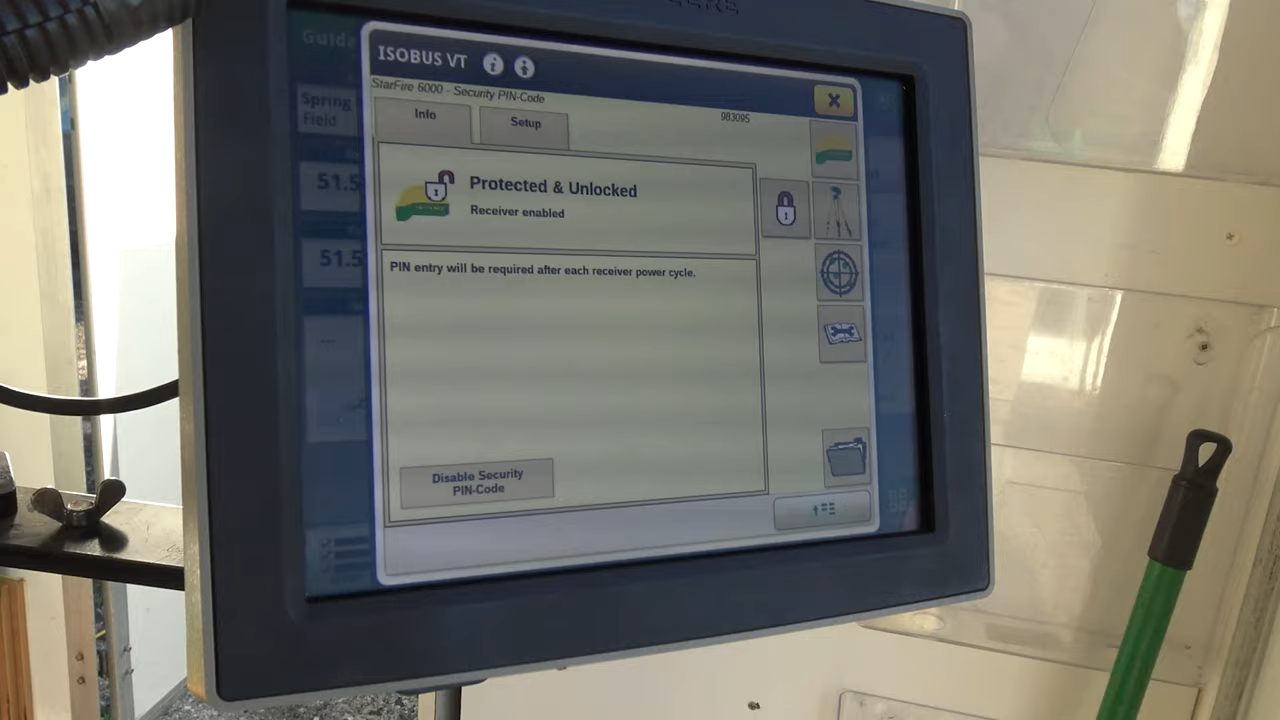 ISOBUS VT
StarFire 6000 - Security PIN-Code
Info
Setup
983095
Protected & Unlocked
Receiver enabled
PIN entry will be required after each receiver power cycle.
Disable Security
PIN-Code
Spring
Field
51.5
51.5